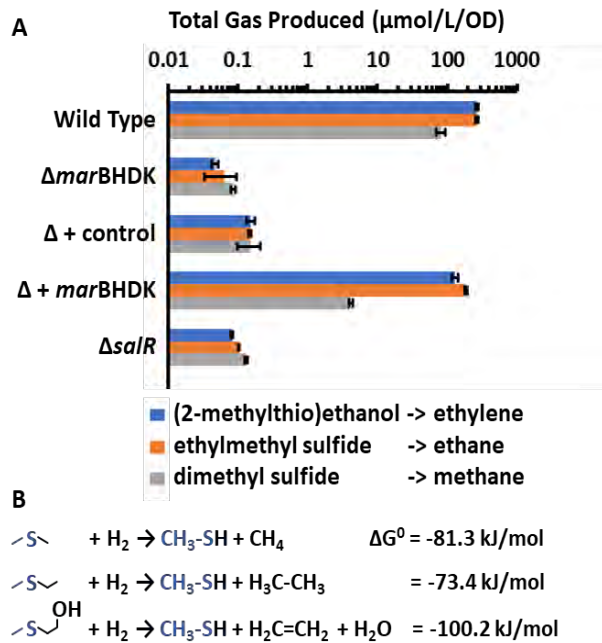 A
Total Gas Produced (µmol/L/OD)
0.01 0.1 1 10 100 1000
Wild Type
ΔmarBHDK
Δ + control
Δ + marBHDK
ΔsalR
(2-methylthio)ethanol -> ethylene
ethylmethyl sulfide -> ethane
dimethyl sulfide -> methane
B
S + H₂ → CH₃-SH + CH₄ ΔG⁰ = -81.3 kJ/mol
S + H₂ → CH₃-SH + H₃C-CH₃ = -73.4 kJ/mol
OH
S + H₂ → CH₃-SH + H₂C=CH₂ + H₂O = -100.2 kJ/mol